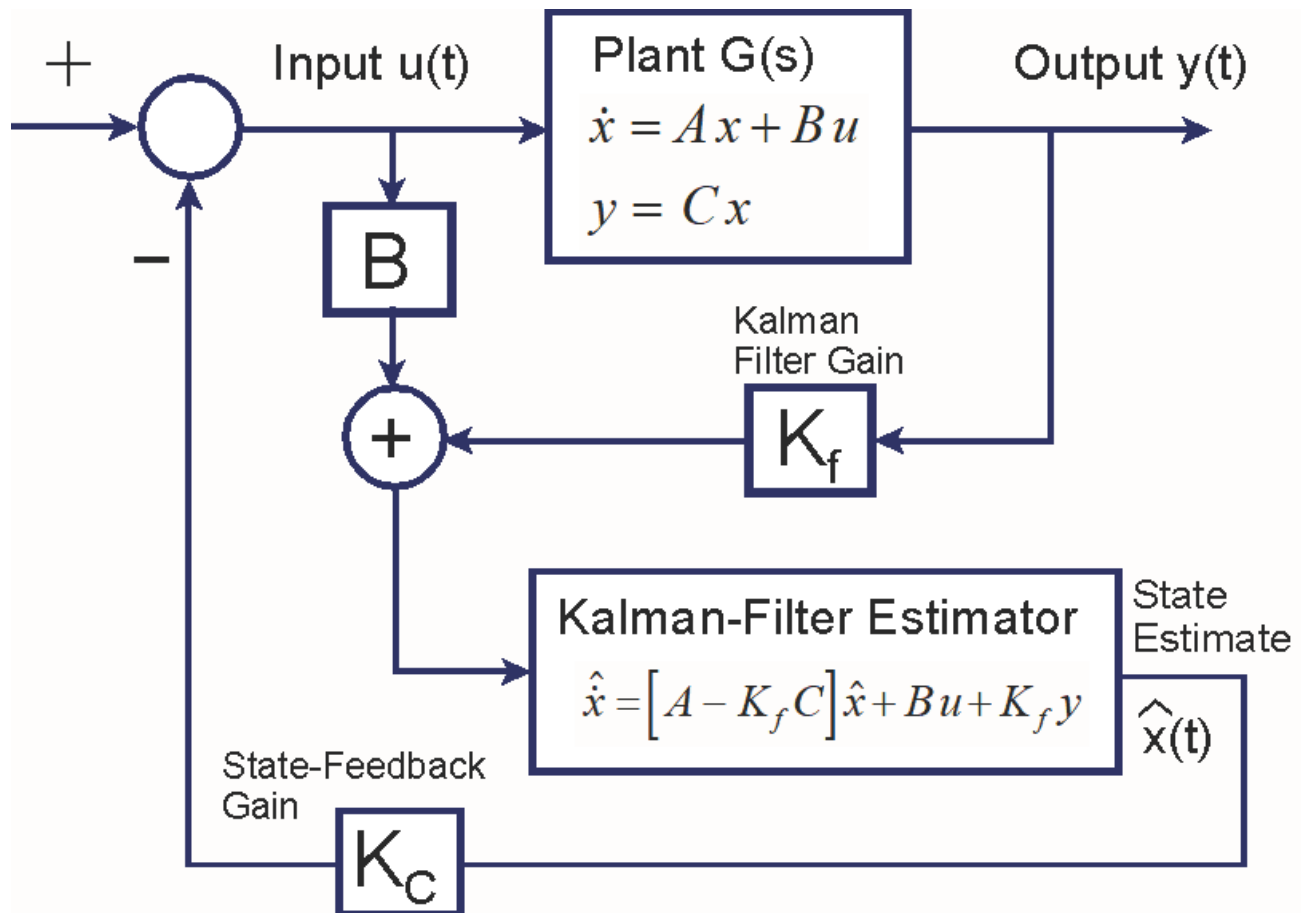 +
Input u(t)
Plant G(s)
ẋ = Ax + Bu
y = Cx
Output y(t)
−
B
Kalman
Filter Gain
K_f
+
Kalman-Filter Estimator
x̂̇ = [A − K_f C]x̂ + Bu + K_f y
State
Estimate
x̂(t)
State-Feedback
Gain
K_C